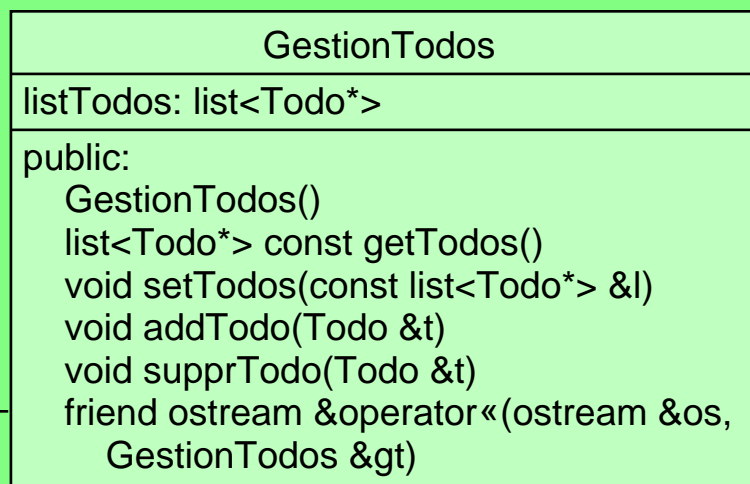 GestionTodos
listTodos: list<Todo*>
public:
GestionTodos()
list<Todo*> const getTodos()
void setTodos(const list<Todo*> &l)
void addTodo(Todo &t)
void supprTodo(Todo &t)
friend ostream &operator«(ostream &os,
GestionTodos &gt)